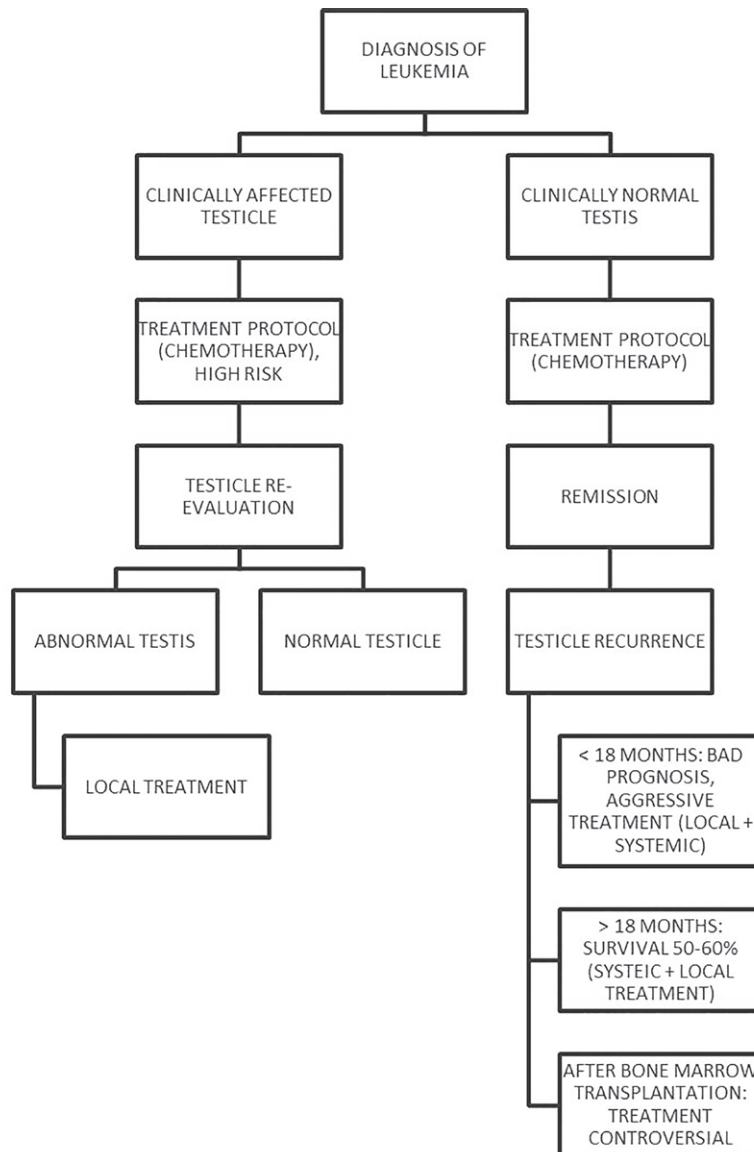 DIAGNOSIS OF
LEUKEMIA
CLINICALLY AFFECTED
TESTICLE
CLINICALLY NORMAL
TESTIS
TREATMENT PROTOCOL
(CHEMOTHERAPY),
HIGH RISK
TREATMENT PROTOCOL
(CHEMOTHERAPY)
TESTICLE RE-
EVALUATION
REMISSION
ABNORMAL TESTIS
NORMAL TESTICLE
TESTICLE RECURRENCE
LOCAL TREATMENT
< 18 MONTHS: BAD
PROGNOSIS,
AGGRESSIVE
TREATMENT (LOCAL +
SYSTEMIC)
> 18 MONTHS:
SURVIVAL 50-60%
(SYSTEIC + LOCAL
TREATMENT)
AFTER BONE MARROW
TRANSPLANTATION:
TREATMENT
CONTROVERSIAL